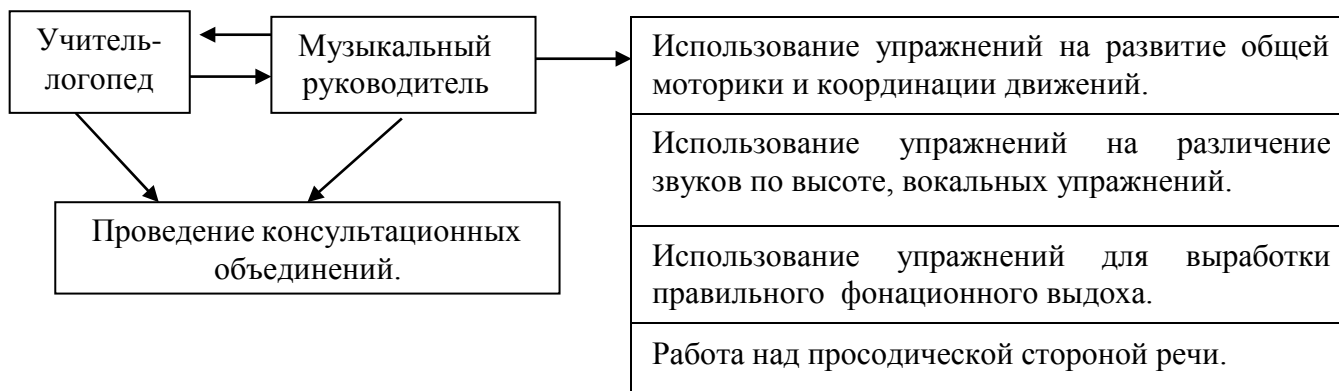 Учитель-
логопед
Музыкальный
руководитель
Проведение консультационных
объединений.
Использование упражнений на развитие общей
моторики и координации движений.
Использование упражнений на различение
звуков по высоте, вокальных упражнений.
Использование упражнений для выработки
правильного фонационного выдоха.
Работа над просодической стороной речи.